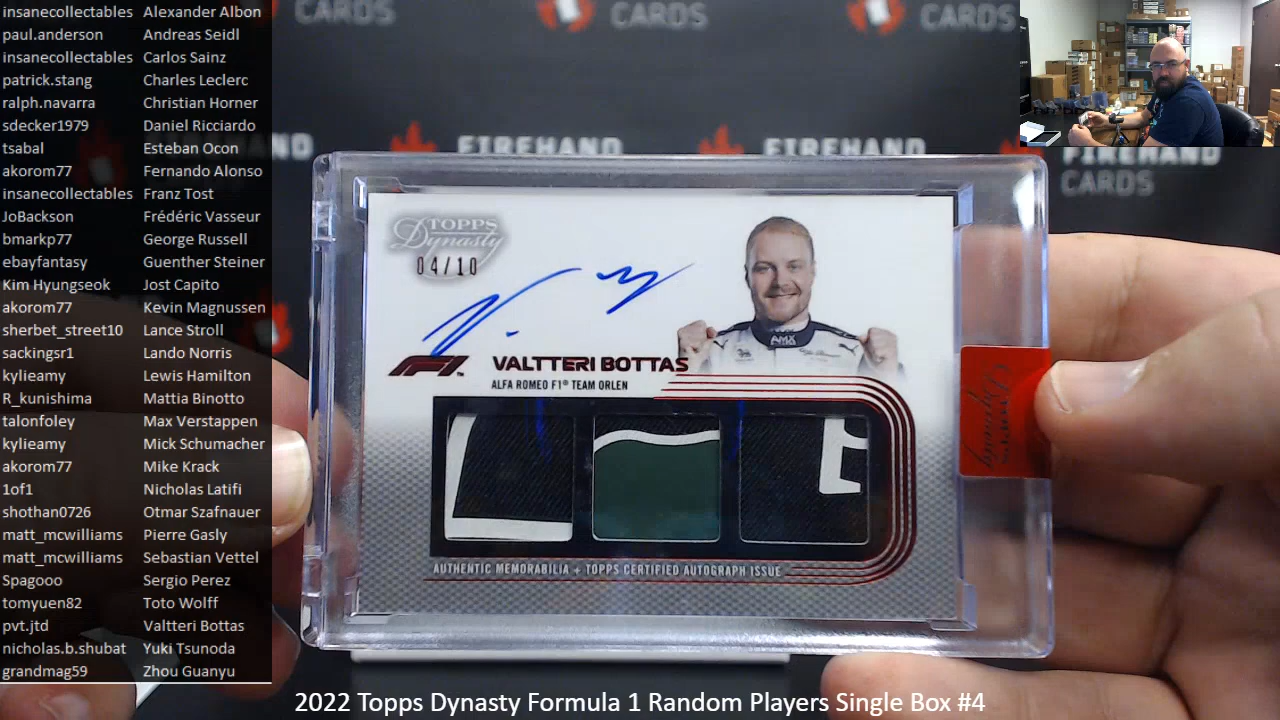 insanecollectables Alexander Albon
paul.anderson Andreas Seidl
insanecollectables Carlos Sainz
patrick.stang Charles Leclerc
ralph.navarra Christian Horner
sdecker1979 Daniel Ricciardo
tsabal Esteban Ocon
akorom77 Fernando Alonso
insanecollectables Franz Tost
JoBackson Frédéric Vasseur
bmarkp77 George Russell
ebayfantasy Guenther Steiner
Kim Hyungseok Jost Capito
akorom77 Kevin Magnussen
sherbet_street10 Lance Stroll
sackingsr1 Lando Norris
kylieamy Lewis Hamilton
R_kunishima Mattia Binotto
talonfoley Max Verstappen
kylieamy Mick Schumacher
akorom77 Mike Krack
1of1 Nicholas Latifi
shothan0726 Otmar Szafnauer
matt_mcwilliams Pierre Gasly
matt_mcwilliams Sebastian Vettel
Spagooo Sergio Perez
tomyuen82 Toto Wolff
pvt.jtd Valtteri Bottas
nicholas.b.shubat Yuki Tsunoda
grandmag59 Zhou Guanyu
CARDS
CARDS
CARDS
FIREHAND
FIREHAND
FIREHAND
CARDS
TOPPS
Dynasty
04/10
F1
VALTTERI BOTTAS
ALFA ROMEO F1® TEAM ORLEN
AMX
AUTHENTIC MEMORABILIA + TOPPS CERTIFIED AUTOGRAPH ISSUE
TOPPS
Dynasty
2022 Topps Dynasty Formula 1 Random Players Single Box #4